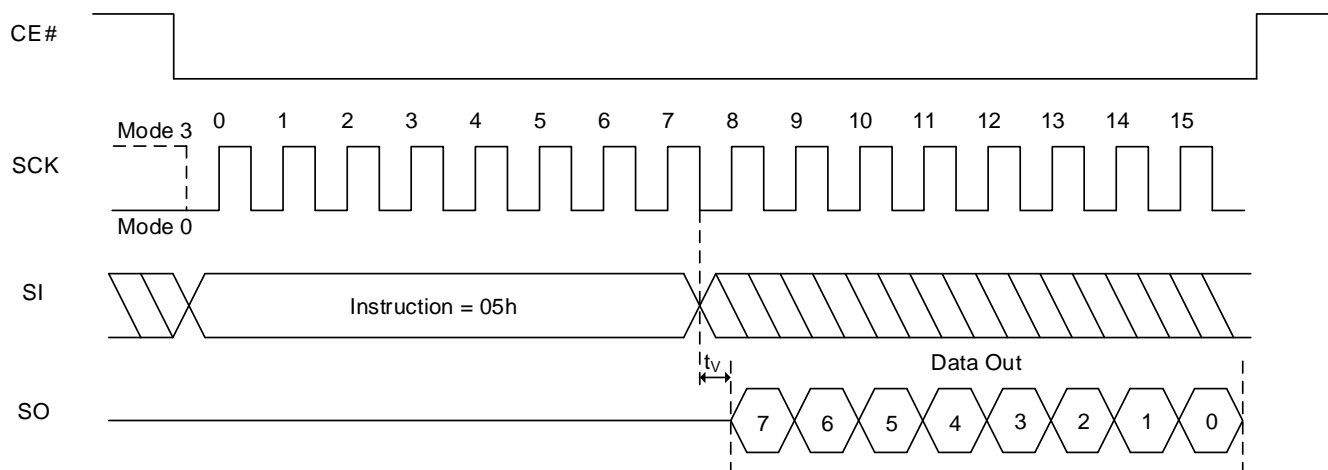 CE#
0 1 2 3 4 5 6 7 8 9 10 11 12 13 14 15
Mode 3
SCK
Mode 0
SI
Instruction = 05h
tV
Data Out
SO
7 6 5 4 3 2 1 0